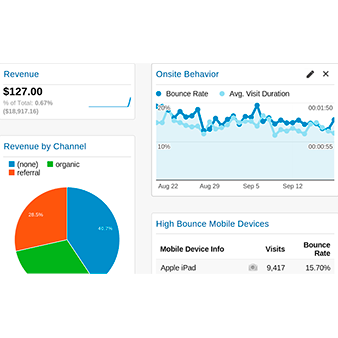 Revenue
$127.00
% of Total: 0.67%
($18,917.16)
Revenue by Channel
(none) organic
referral
28.5%
42.7%
Onsite Behavior
Bounce Rate Avg. Visit Duration
20% 00:01:50
10% 00:00:55
Aug 22 Aug 29 Sep 5 Sep 12
High Bounce Mobile Devices
Mobile Device Info Visits Bounce Rate
Apple iPad 9,417 15.70%